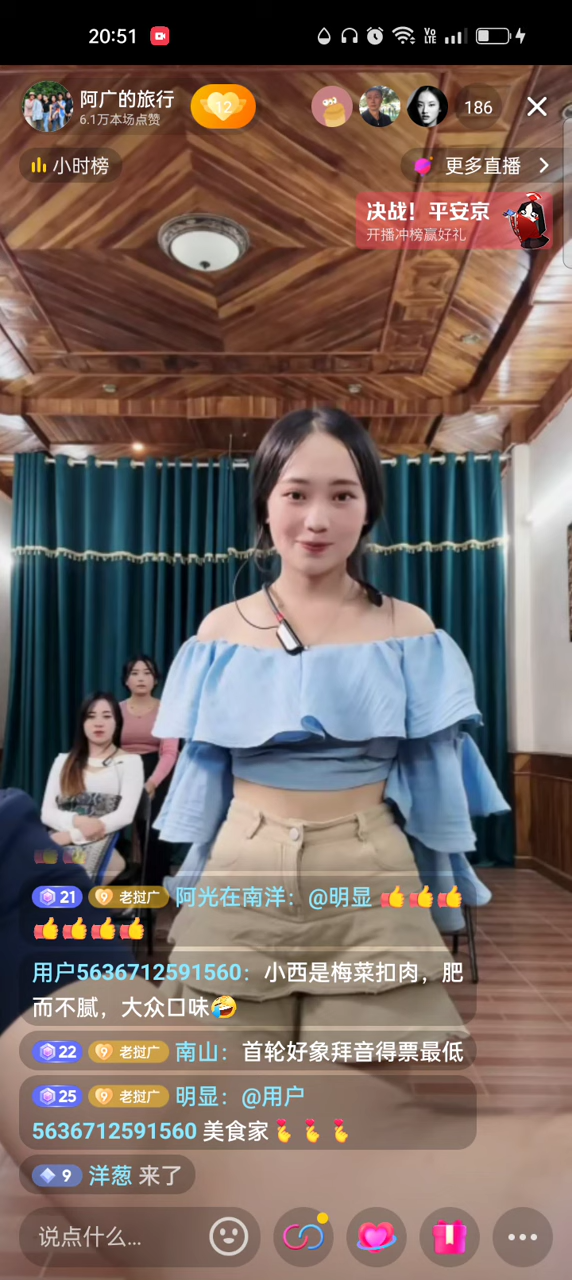 20:51
Vo
LTE
阿广的旅行
6.1万本场点赞
12
186
小时榜
更多直播
决战！平安京
开播冲榜赢好礼
21 9 老挝广 阿光在南洋：@明显 👍👍👍
👍👍👍👍
用户5636712591560：小西是梅菜扣肉，肥
而不腻，大众口味🤣
22 9 老挝广 南山：首轮好象拜音得票最低
25 9 老挝广 明显：@用户
5636712591560 美食家🫰🫰🫰
9 洋葱 来了
说点什么...